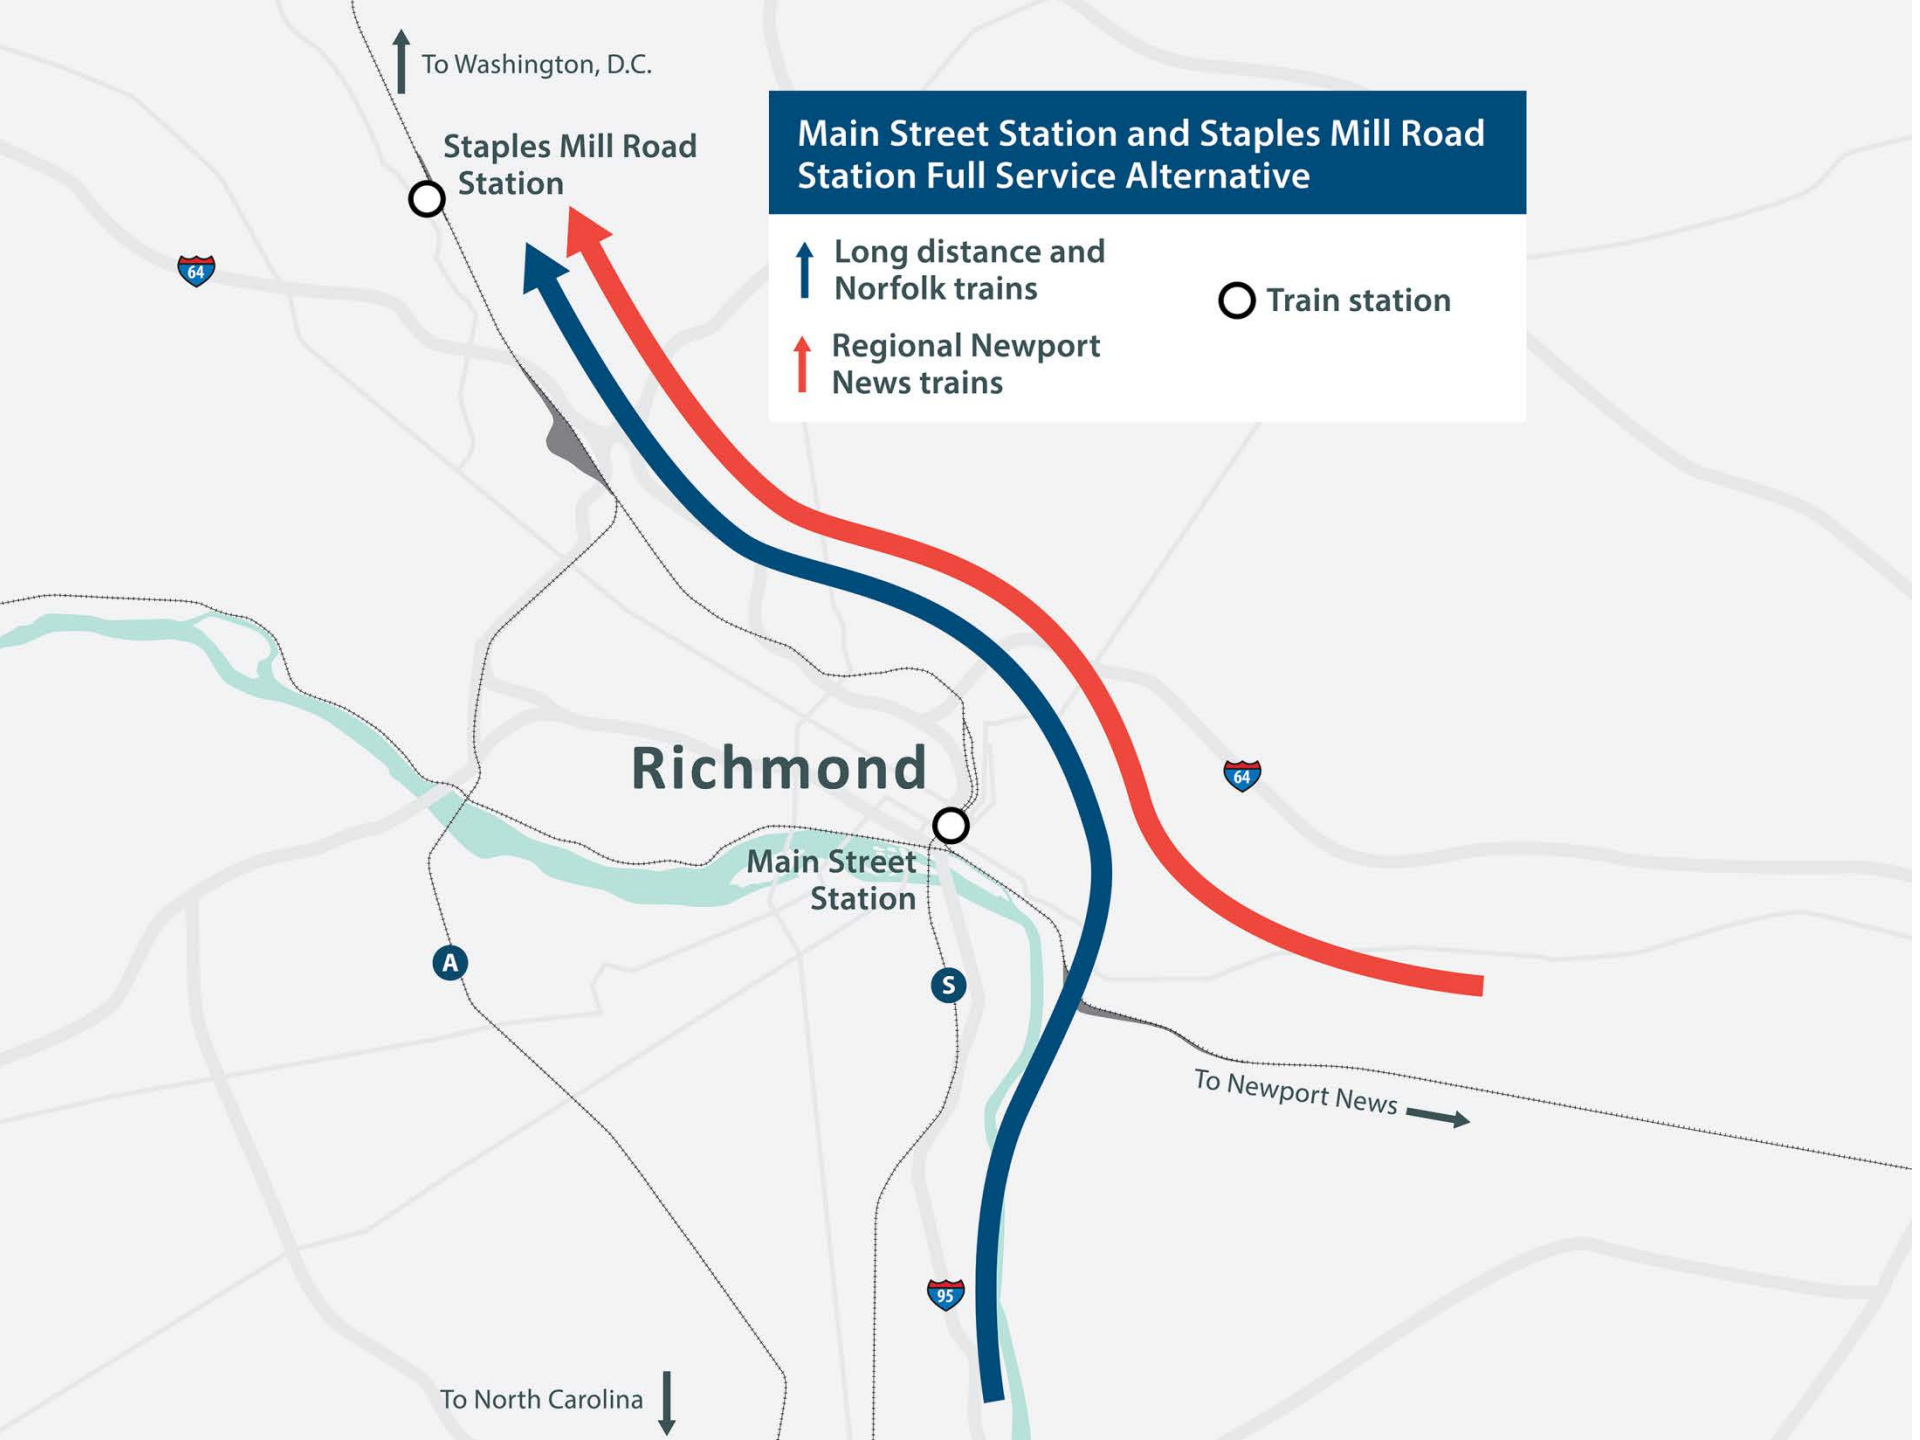 To Washington, D.C.
Staples Mill Road
Station
Main Street Station and Staples Mill Road
Station Full Service Alternative
Long distance and
Norfolk trains
Train station
Regional Newport
News trains
64
Richmond
64
Main Street
Station
A
S
To Newport News
95
To North Carolina